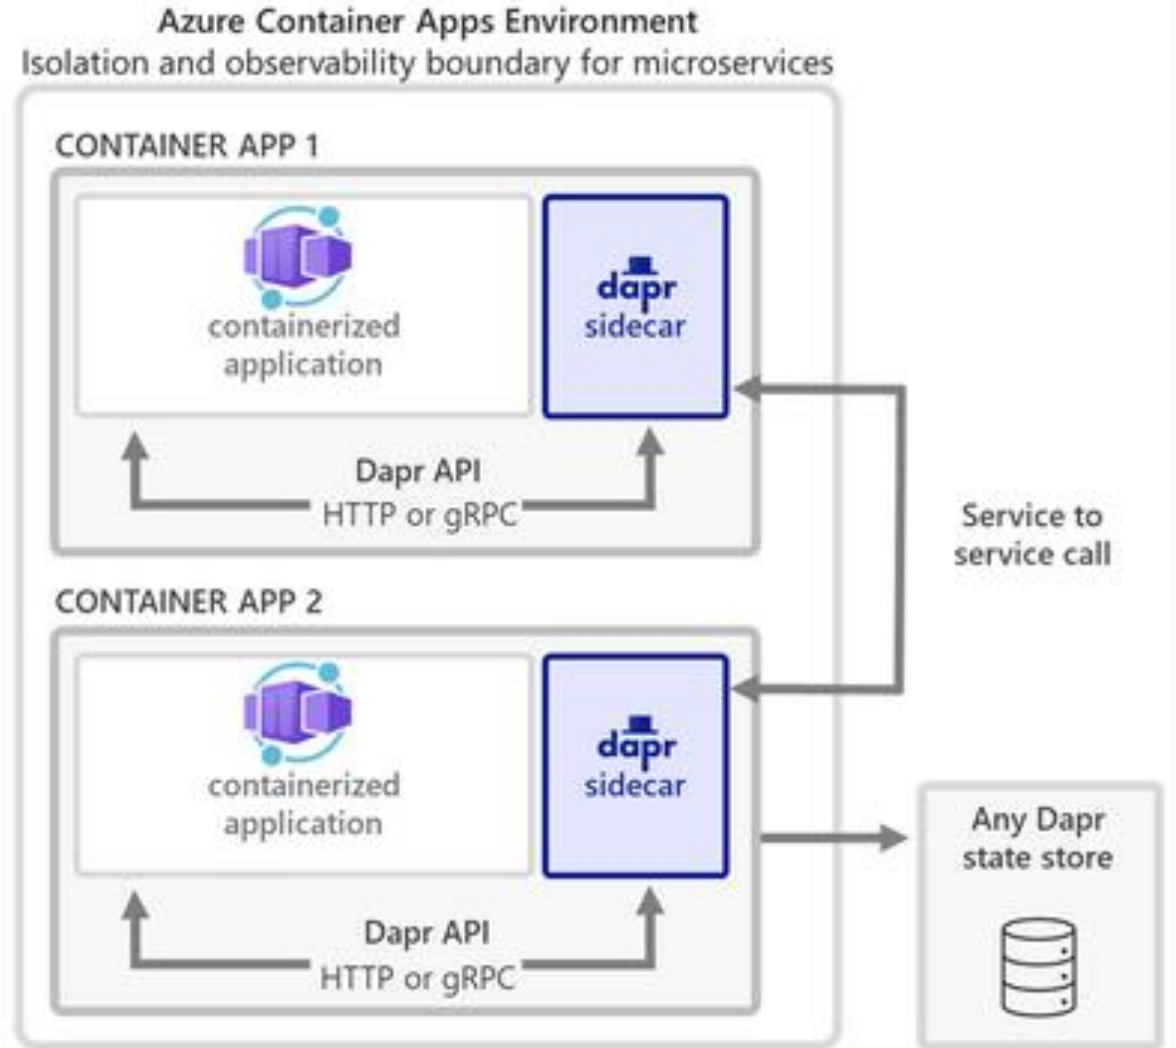 Azure Container Apps Environment
Isolation and observability boundary for microservices
CONTAINER APP 1
containerized
application
dapr
sidecar
Dapr API
HTTP or gRPC
Service to
service call
CONTAINER APP 2
containerized
application
dapr
sidecar
Dapr API
HTTP or gRPC
Any Dapr
state store